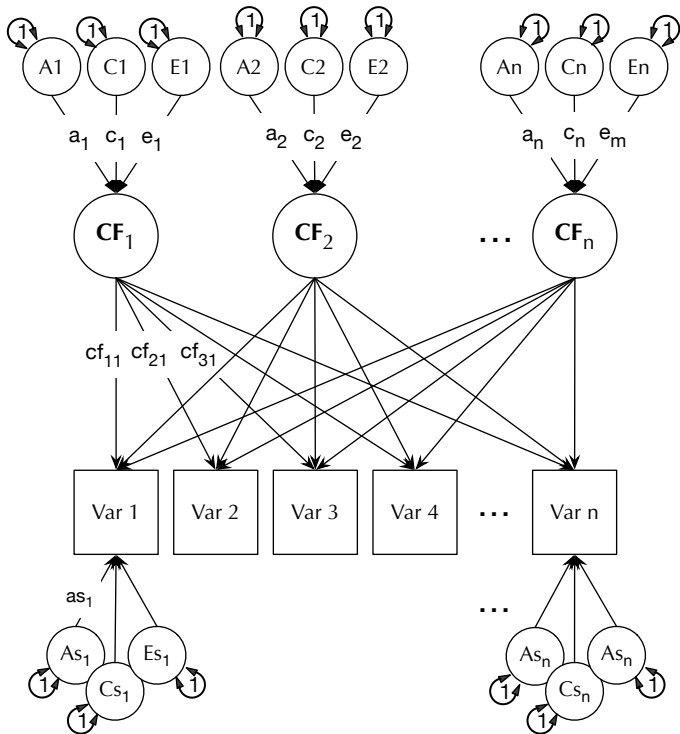 1 1 1 1 1 1 1 1 1
A1 C1 E1 A2 C2 E2 An Cn En
a1 c1 e1 a2 c2 e2 an cn em
CF1 CF2 ... CFn
cf11 cf21 cf31
Var 1 Var 2 Var 3 Var 4 ... Var n
as1 ...
As1 Es1 Asn Asn
1 Cs1 1 1 Csn 1
1 1